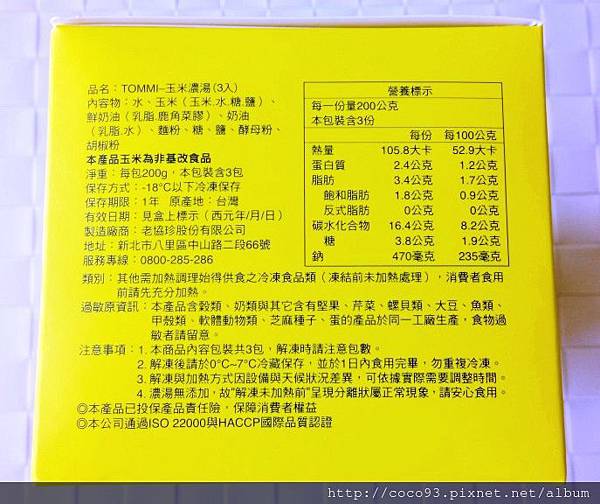 品名：TOMMI–玉米濃湯(3入)
內容物：水、玉米（玉米.水.糖.鹽）、
鮮奶油（乳脂.鹿角菜膠）、奶油
（乳脂.水）、麵粉、糖、鹽、酵母粉、
胡椒粉
本產品玉米為非基改食品
淨重：每包200g，本包裝含3包
保存方式：-18°C以下冷凍保存
保存期限：1年 原產地：台灣
有效日期：見盒上標示（西元年/月/日）
製造廠商：老協珍股份有限公司
地址：新北市八里區中山路二段66號
服務專線：0800-285-286
營養標示
每一份量200公克
本包裝含3份
每份 每100公克
熱量 105.8大卡 52.9大卡
蛋白質 2.4公克 1.2公克
脂肪 3.4公克 1.7公克
飽和脂肪 1.8公克 0.9公克
反式脂肪 0公克 0公克
碳水化合物 16.4公克 8.2公克
糖 3.8公克 1.9公克
鈉 470毫克 235毫克
類別：其他需加熱調理始得供食之冷凍食品類（凍結前未加熱處理），消費者食用
前請先充分加熱。
過敏原資訊：本產品含穀類、奶類與其它含有堅果、芹菜、螺貝類、大豆、魚類、
甲殼類、軟體動物類、芝麻種子、蛋的產品於同一工廠生產，食物過
敏者請留意。
注意事項：1. 本商品內容包裝共3包，解凍時請注意包數。
2. 解凍後請於0°C~7°C冷藏保存，並於1日內食用完畢，勿重複冷凍。
3. 解凍與加熱方式因設備與天候狀況差異，可依據實際需要調整時間。
4. 濃湯無添加，故"解凍未加熱前"呈現分離狀屬正常現象，請安心食用。
◎本產品已投保產品責任險，保障消費者權益
◎本公司通過ISO 22000與HACCP國際品質認證
http://coco93.pixnet.net/album